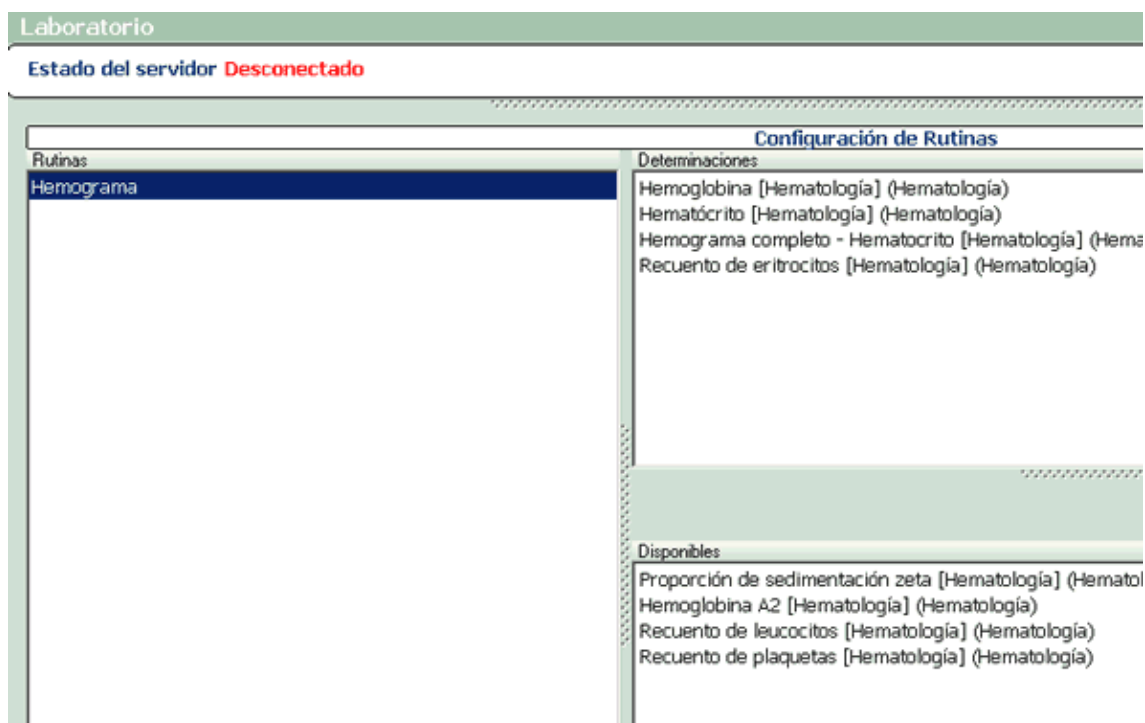 Laboratorio
Estado del servidor Desconectado
Configuración de Rutinas
Rutinas
Hemograma
Determinaciones
Hemoglobina [Hematología] (Hematología)
Hematócrito [Hematología] (Hematología)
Hemograma completo - Hematocrito [Hematología] (Hema
Recuento de eritrocitos [Hematología] (Hematología)
Disponibles
Proporción de sedimentación zeta [Hematología] (Hematol
Hemoglobina A2 [Hematología] (Hematología)
Recuento de leucocitos [Hematología] (Hematología)
Recuento de plaquetas [Hematología] (Hematología)